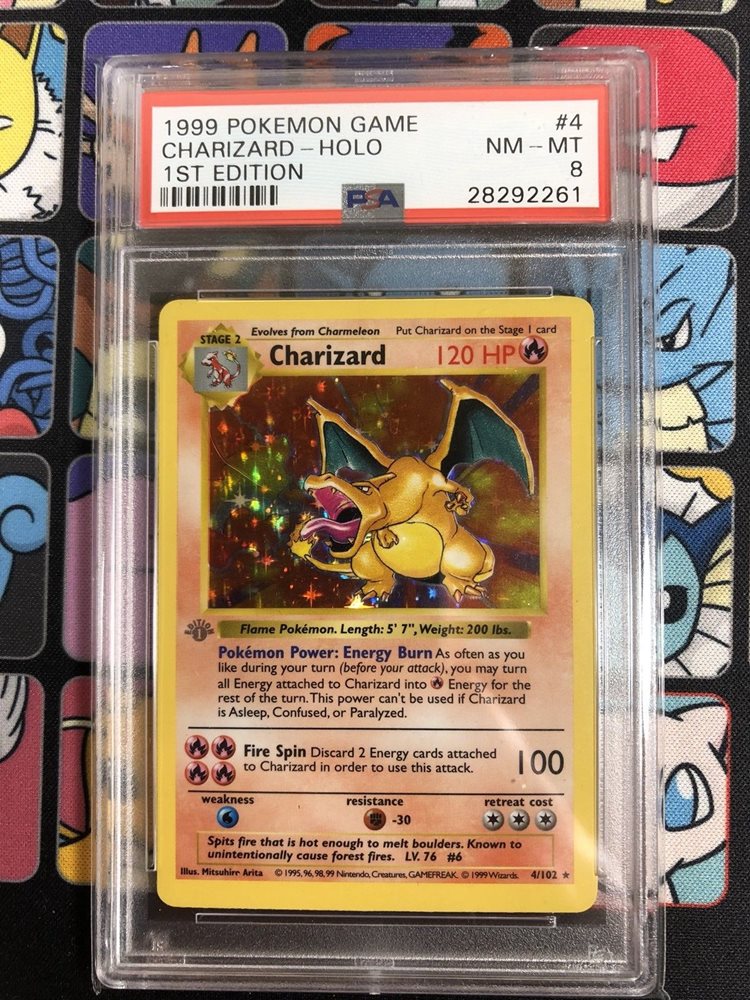 1999 POKEMON GAME #4
CHARIZARD - HOLO NM - MT
1ST EDITION 8
PSA 28292261
STAGE 2 Evolves from Charmeleon Put Charizard on the Stage 1 card
Charizard 120 HP
EDITION
1
Flame Pokémon. Length: 5' 7", Weight: 200 lbs.
Pokémon Power: Energy Burn As often as you
like during your turn (before your attack), you may turn
all Energy attached to Charizard into Energy for the
rest of the turn. This power can't be used if Charizard
is Asleep, Confused, or Paralyzed.
Fire Spin Discard 2 Energy cards attached
to Charizard in order to use this attack. 100
weakness resistance retreat cost
-30
Spits fire that is hot enough to melt boulders. Known to
unintentionally cause forest fires. LV. 76 #6
Illus. Mitsuhiro Arita © 1995, 96, 98, 99 Nintendo, Creatures, GAMEFREAK. © 1999 Wizards. 4/102 ★